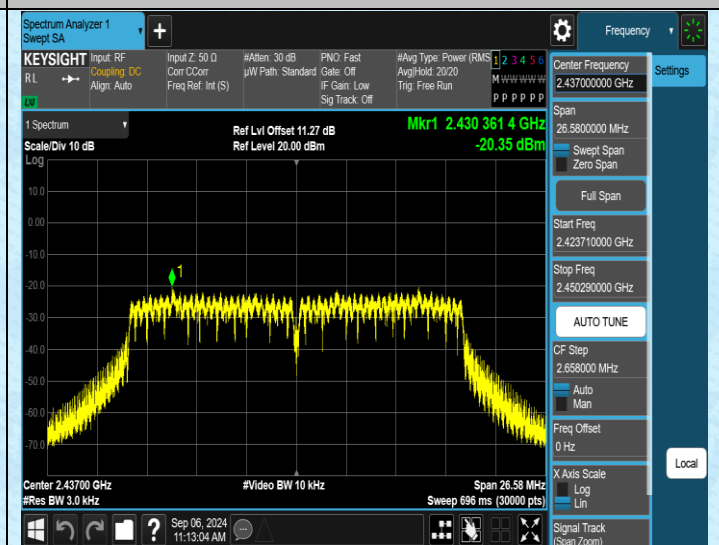 Spectrum Analyzer 1
Swept SA
+
Frequency
KEYSIGHT
RL
LXI
Input: RF
Coupling: DC
Align: Auto
Input Z: 50 Ω
Corr CCorr
Freq Ref: Int (S)
#Atten: 30 dB
µW Path: Standard
PNO: Fast
Gate: Off
IF Gain: Low
Sig Track: Off
#Avg Type: Power (RMS
Avg|Hold: 20/20
Trig: Free Run
1 2 3 4 5 6
M W W W W W
P P P P P P
1 Spectrum
Scale/Div 10 dB
Log
Ref Lvl Offset 11.27 dB
Ref Level 20.00 dBm
Mkr1 2.430 361 4 GHz
-20.35 dBm
10.0
0.00
-10.0
-20.0
-30.0
-40.0
-50.0
-60.0
-70.0
1
Center 2.43700 GHz
#Res BW 3.0 kHz
#Video BW 10 kHz
Span 26.58 MHz
Sweep 696 ms (30000 pts)
Center Frequency
2.437000000 GHz
Span
26.5800000 MHz
Swept Span
Zero Span
Full Span
Start Freq
2.423710000 GHz
Stop Freq
2.450290000 GHz
AUTO TUNE
CF Step
2.658000 MHz
Auto
Man
Freq Offset
0 Hz
X Axis Scale
Log
Lin
Signal Track
(Span Zoom)
Settings
Local
?
Sep 06, 2024
11:13:04 AM